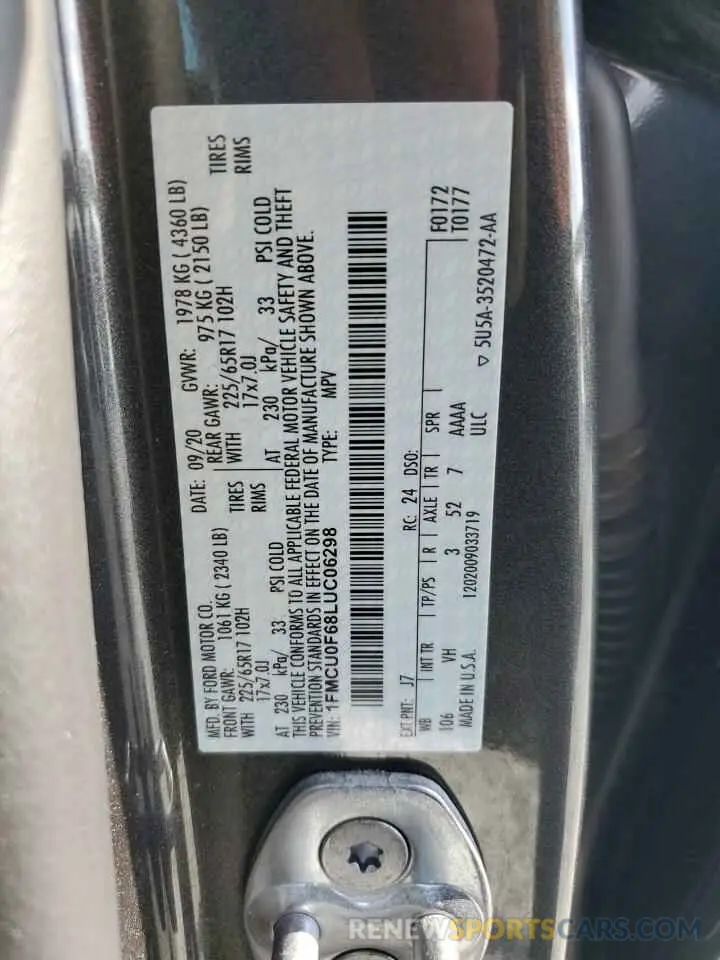 MFD. BY FORD MOTOR CO. DATE: 09/20 GVWR: 1978 KG ( 4360 LB)
FRONT GAWR: 1061 KG ( 2340 LB) REAR GAWR: 975 KG ( 2150 LB)
WITH 225/65R17 102H TIRES WITH 225/65R17 102H TIRES
17x7.0J RIMS 17x7.0J RIMS
AT 230 kPa/ 33 PSI COLD AT 230 kPa/ 33 PSI COLD
THIS VEHICLE CONFORMS TO ALL APPLICABLE FEDERAL MOTOR VEHICLE SAFETY AND THEFT
PREVENTION STANDARDS IN EFFECT ON THE DATE OF MANUFACTURE SHOWN ABOVE.
VIN: 1FMCU0F68LUC06298 TYPE: MPV
EXT PNT: J7 RC: 24 DSO: F0172
WB INT TR TP/PS R AXLE TR SPR T0177
106 VH 3 52 7 AAAA
MADE IN U.S.A. 1202009033719 ULC ▽ 5U5A-3520472-AA
RENEWSPORTSCARS.COM